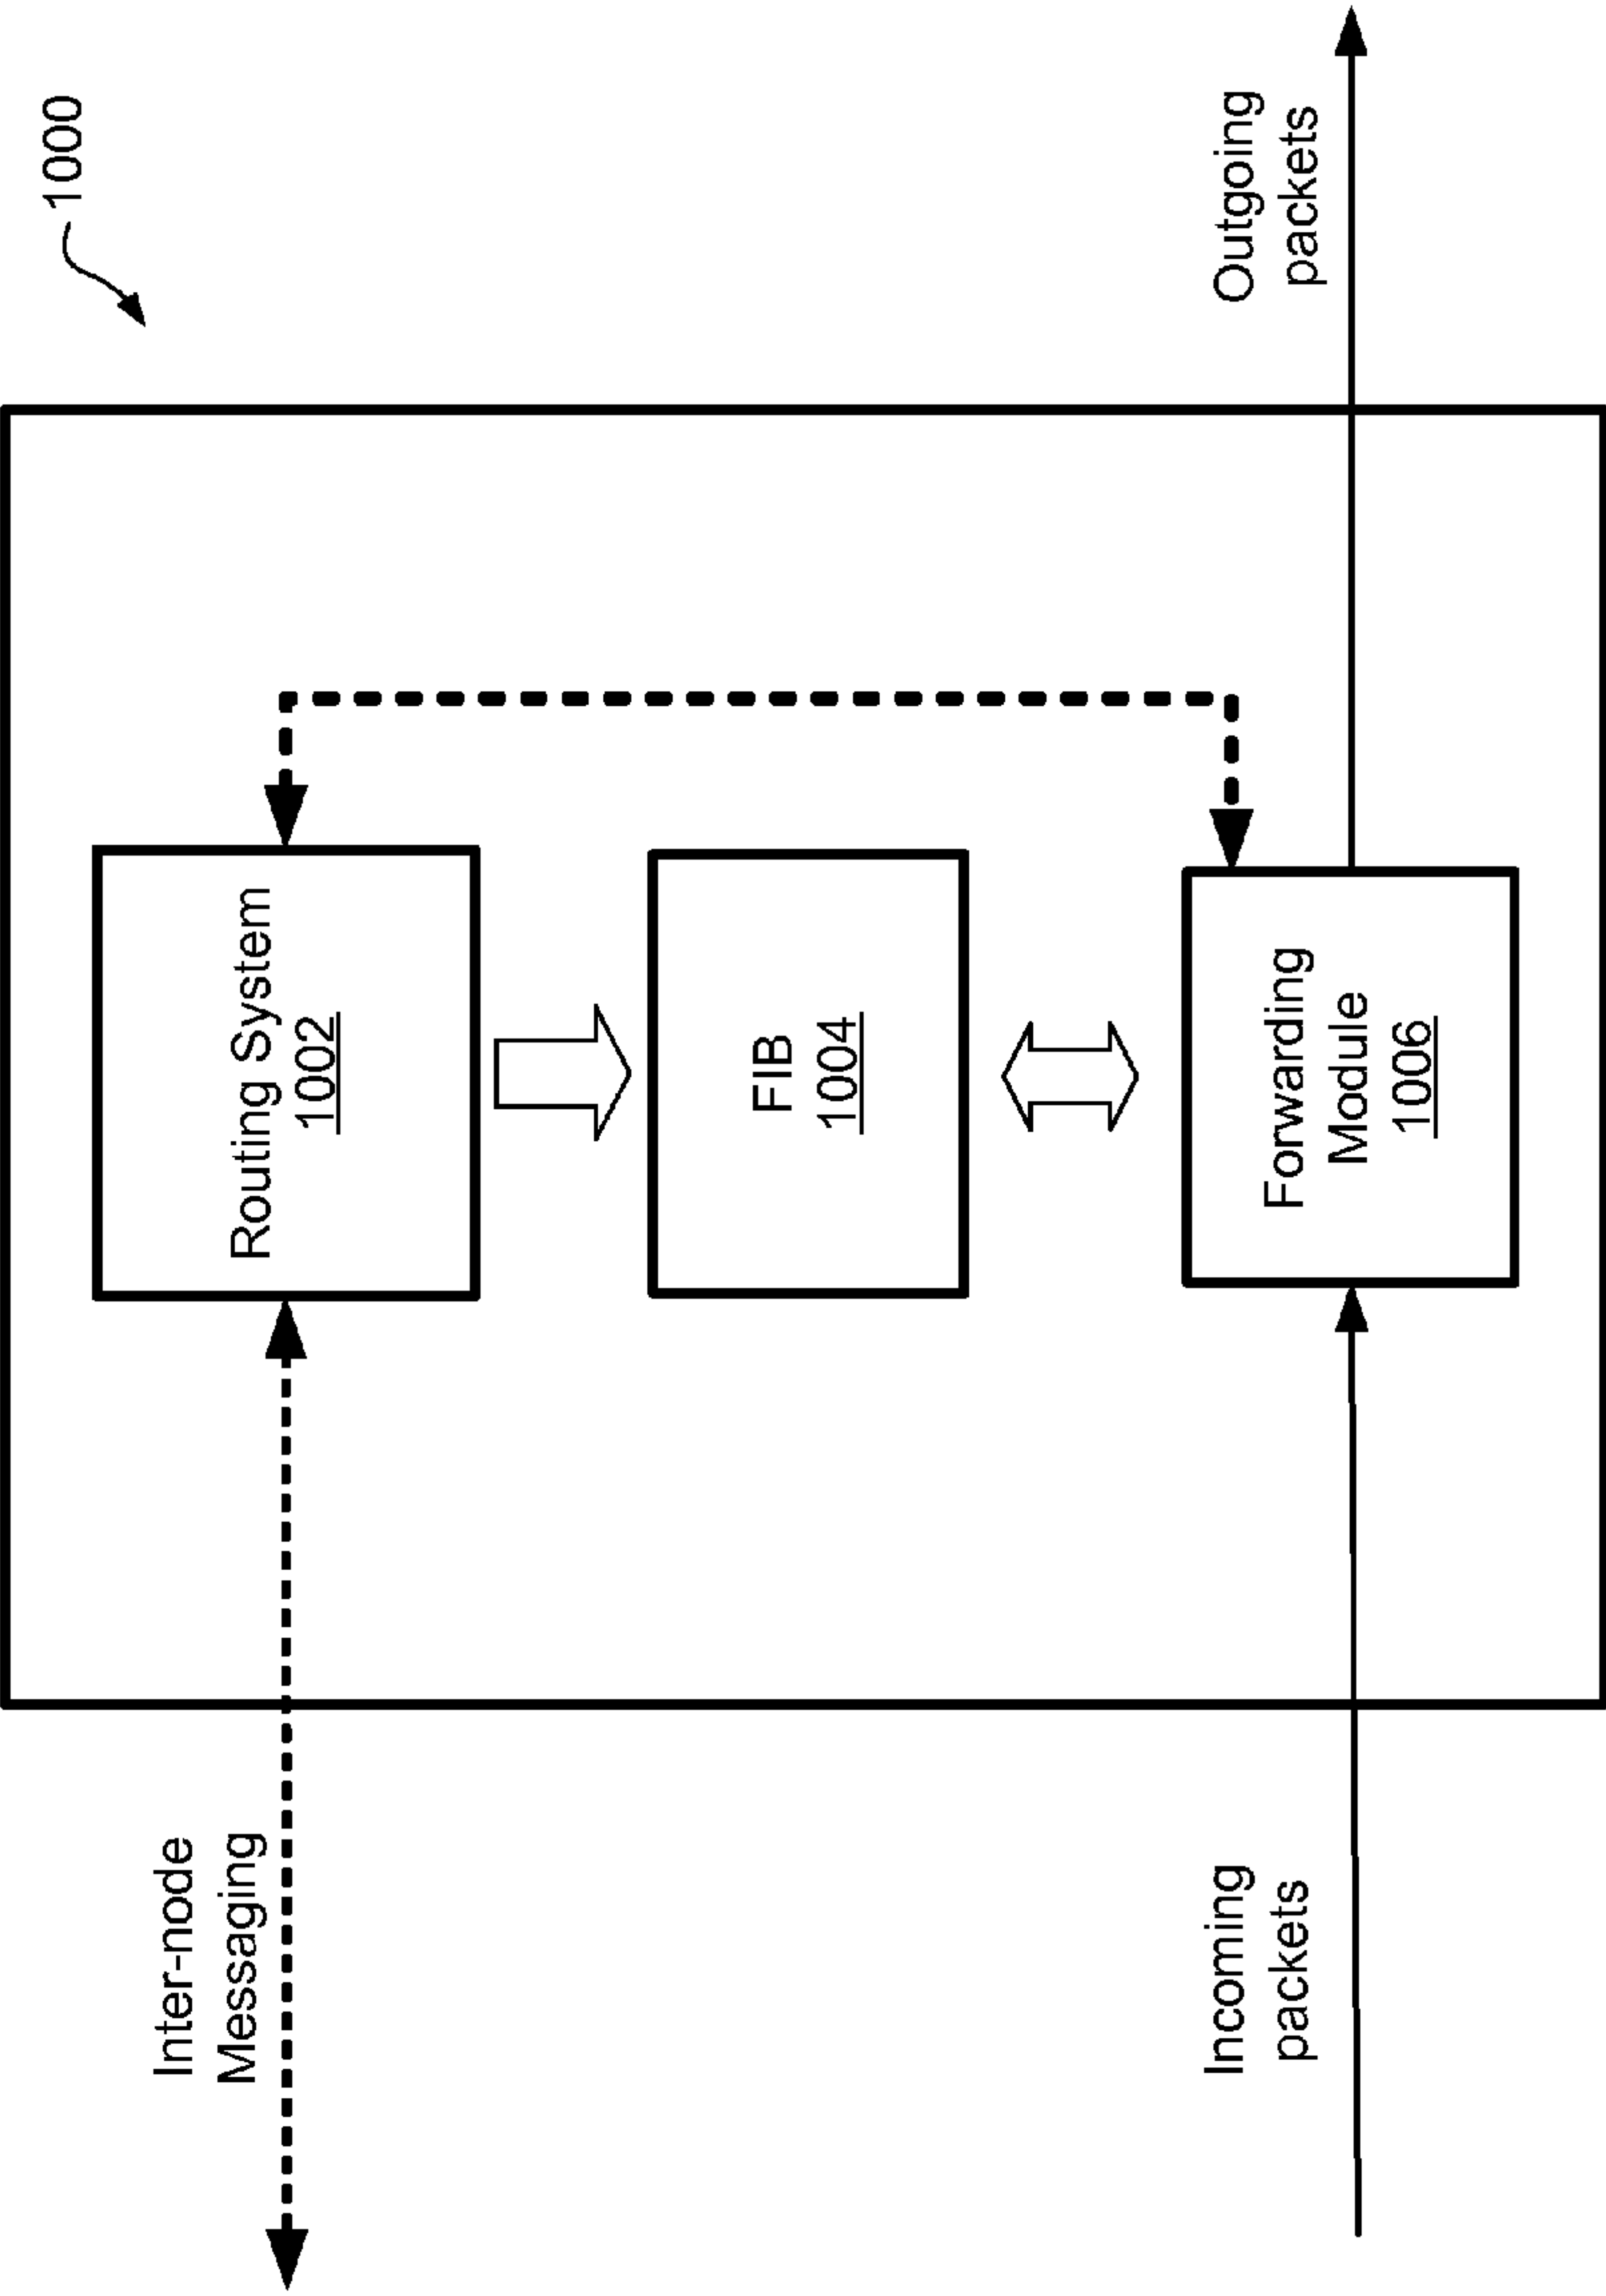 1000
Inter-node
Messaging
Routing System
1002
FIB
1004
Incoming
packets
Forwarding
Module
1006
Outgoing
packets